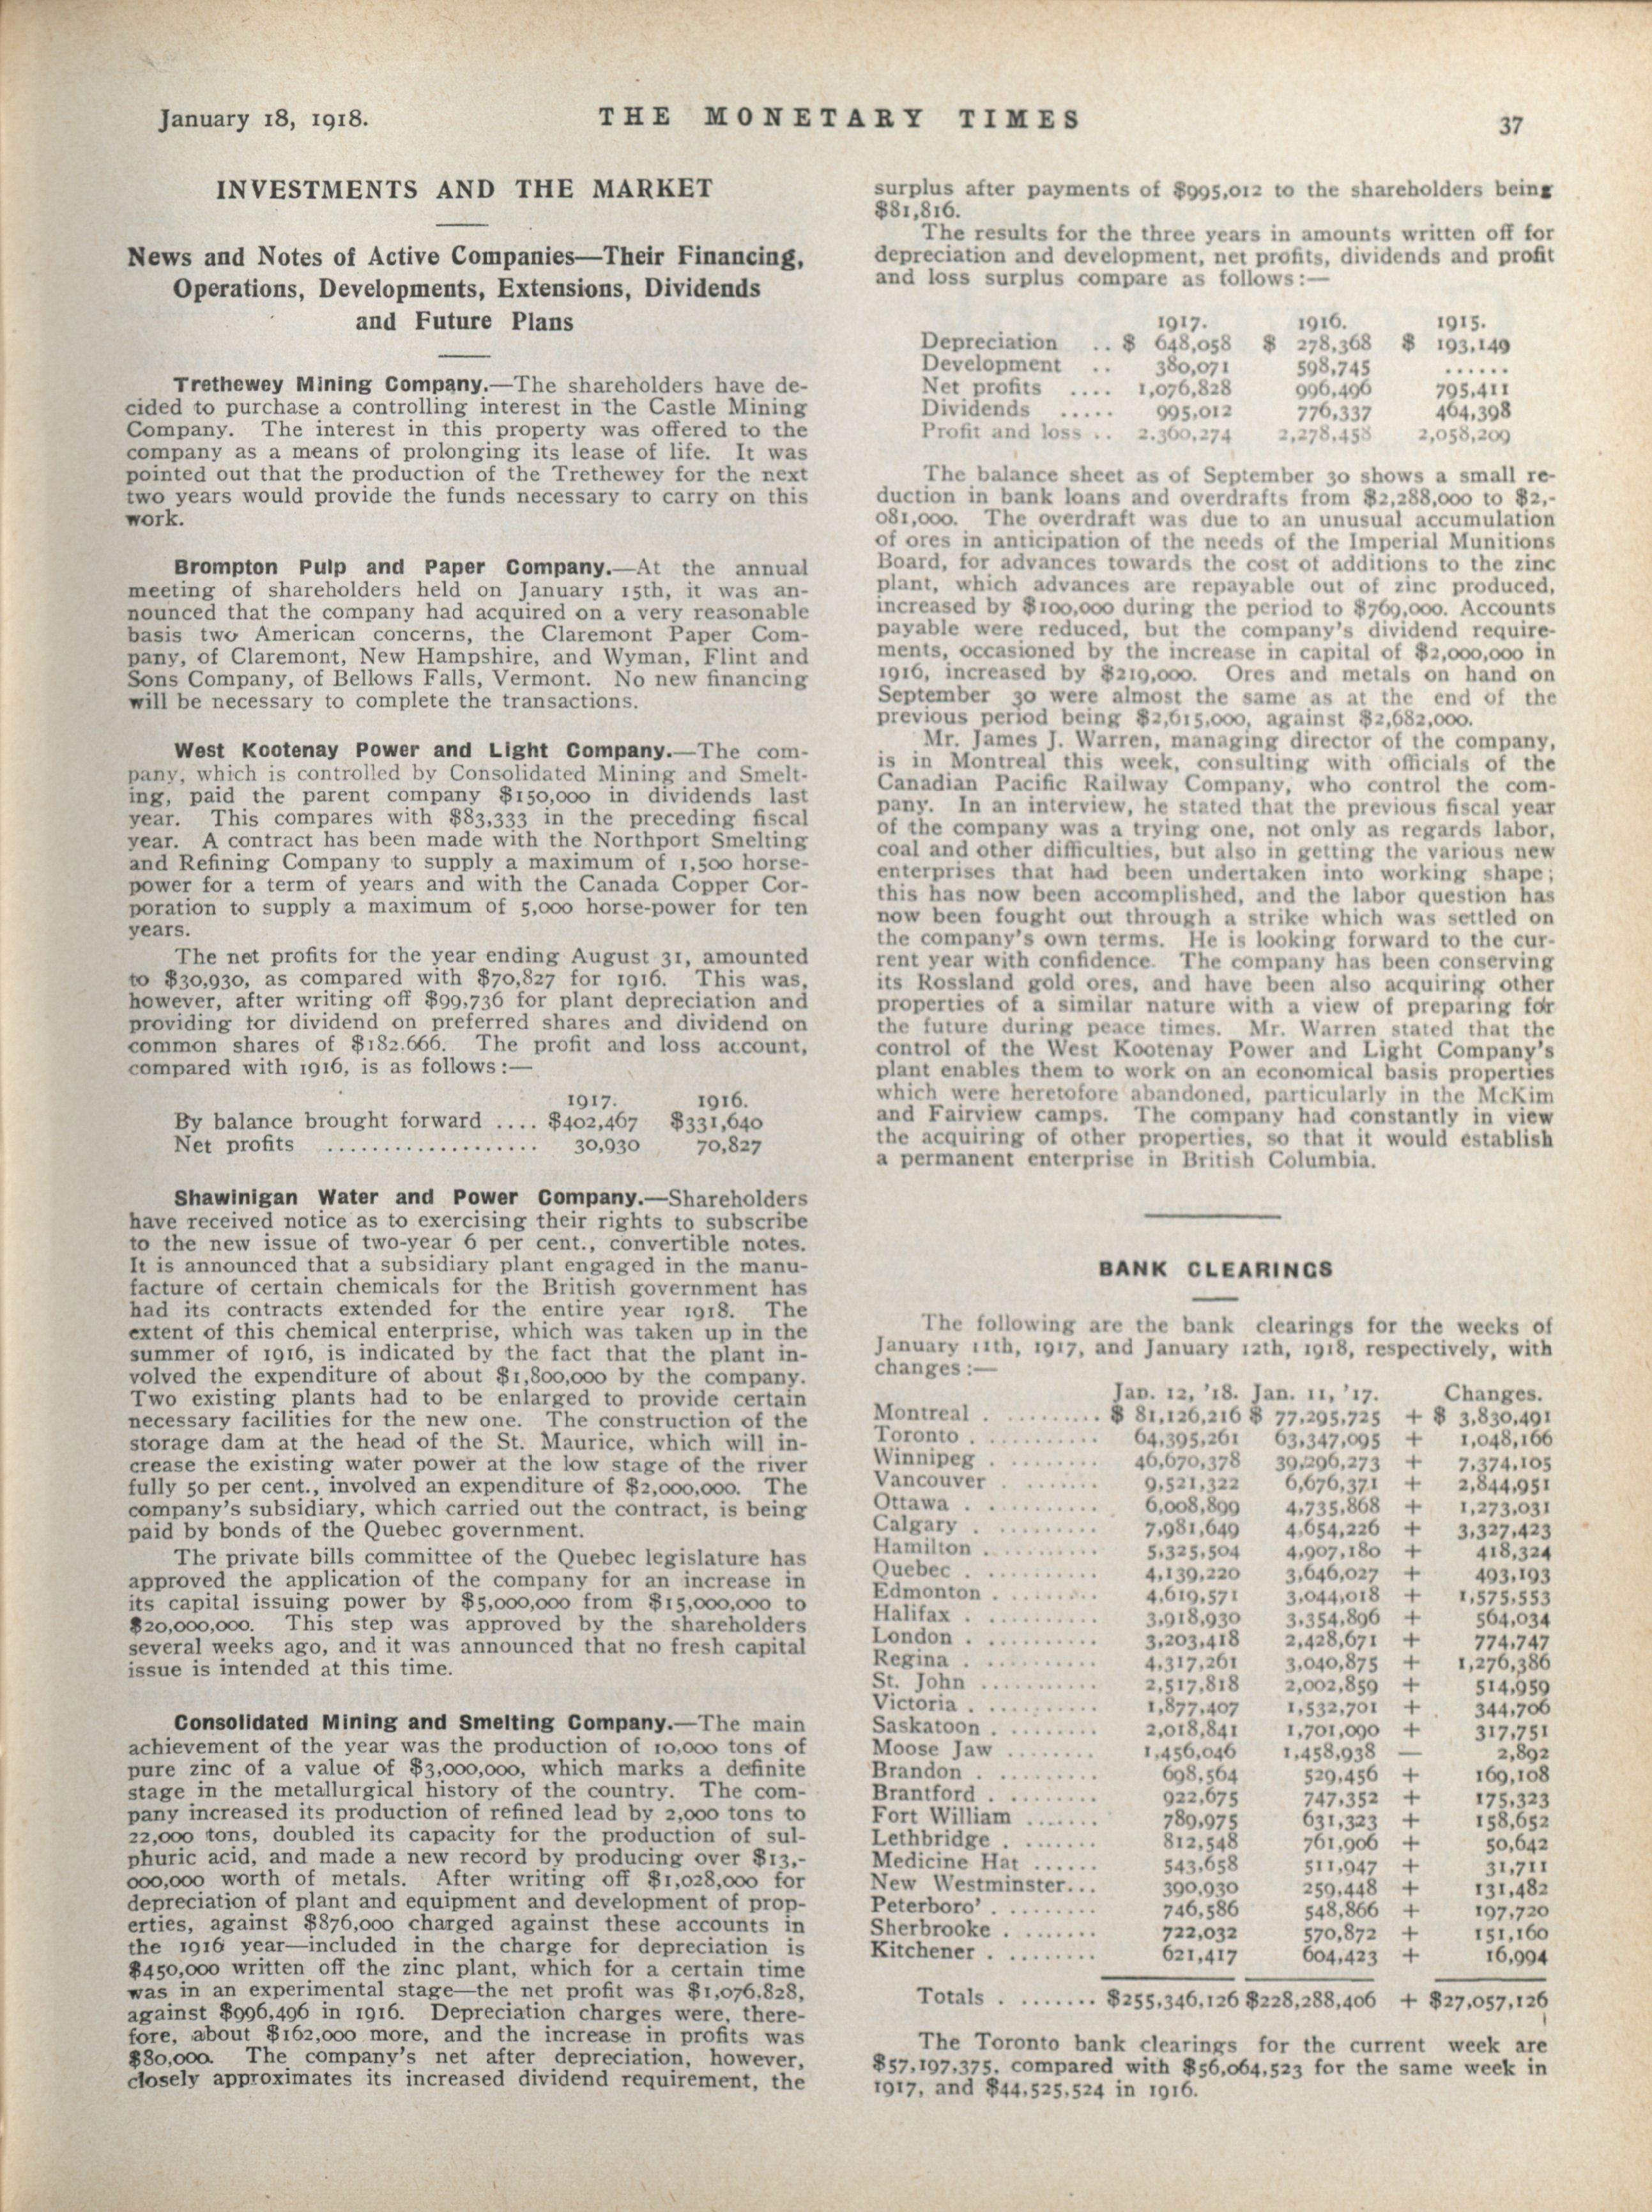 January 18, 1918.
THE MONETARY TIMES
37
INVESTMENTS AND THE MARKET
News and Notes of Active Companies—Their Financing,
Operations, Developments, Extensions, Dividends
and Future Plans
Trethewey Mining Company.—The shareholders have de-
cided to purchase a controlling interest in the Castle Mining
Company. The interest in this property was offered to the
company as a means of prolonging its lease of life. It was
pointed out that the production of the Trethewey for the next
two years would provide the funds necessary to carry on this
work.
Brompton Pulp and Paper Company.—At the annual
meeting of shareholders held on January 15th, it was an-
nounced that the company had acquired on a very reasonable
basis two American concerns, the Claremont Paper Com-
pany, of Claremont, New Hampshire, and Wyman, Flint and
Sons Company, of Bellows Falls, Vermont. No new financing
will be necessary to complete the transactions.
West Kootenay Power and Light Company.—The com-
pany, which is controlled by Consolidated Mining and Smelt-
ing, paid the parent company $150,000 in dividends last
year. This compares with $83,333 in the preceding fiscal
year. A contract has been made with the Northport Smelting
and Refining Company to supply a maximum of 1,500 horse-
power for a term of years and with the Canada Copper Cor-
poration to supply a maximum of 5,000 horse-power for ten
years.
The net profits for the year ending August 31, amounted
to $30,930, as compared with $70,827 for 1916. This was,
however, after writing off $99,736 for plant depreciation and
providing for dividend on preferred shares and dividend on
common shares of $182.666. The profit and loss account,
compared with 1916, is as follows:—
1917. 1916.
By balance brought forward .... $402,467 $331,640
Net profits ................... 30,930 70,827
Shawinigan Water and Power Company.—Shareholders
have received notice as to exercising their rights to subscribe
to the new issue of two-year 6 per cent., convertible notes.
It is announced that a subsidiary plant engaged in the manu-
facture of certain chemicals for the British government has
had its contracts extended for the entire year 1918. The
extent of this chemical enterprise, which was taken up in the
summer of 1916, is indicated by the fact that the plant in-
volved the expenditure of about $1,800,000 by the company.
Two existing plants had to be enlarged to provide certain
necessary facilities for the new one. The construction of the
storage dam at the head of the St. Maurice, which will in-
crease the existing water power at the low stage of the river
fully 50 per cent., involved an expenditure of $2,000,000. The
company's subsidiary, which carried out the contract, is being
paid by bonds of the Quebec government.
The private bills committee of the Quebec legislature has
approved the application of the company for an increase in
its capital issuing power by $5,000,000 from $15,000,000 to
$20,000,000. This step was approved by the shareholders
several weeks ago, and it was announced that no fresh capital
issue is intended at this time.
Consolidated Mining and Smelting Company.—The main
achievement of the year was the production of 10,000 tons of
pure zinc of a value of $3,000,000, which marks a definite
stage in the metallurgical history of the country. The com-
pany increased its production of refined lead by 2,000 tons to
22,000 tons, doubled its capacity for the production of sul-
phuric acid, and made a new record by producing over $13,-
000,000 worth of metals. After writing off $1,028,000 for
depreciation of plant and equipment and development of prop-
erties, against $876,000 charged against these accounts in
the 1916 year—included in the charge for depreciation is
$450,000 written off the zinc plant, which for a certain time
was in an experimental stage—the net profit was $1,076,828,
against $996,496 in 1916. Depreciation charges were, there-
fore, about $162,000 more, and the increase in profits was
$80,000. The company's net after depreciation, however,
closely approximates its increased dividend requirement, the
surplus after payments of $995,012 to the shareholders being
$81,816.
The results for the three years in amounts written off for
depreciation and development, net profits, dividends and profit
and loss surplus compare as follows:—
1917. 1916. 1915.
Depreciation .. $ 648,058 $ 278,368 $ 193,149
Development .. 380,071 598,745 ......
Net profits .... 1,076,828 996,496 795,411
Dividends ..... 995,012 776,337 464,398
Profit and loss .. 2,360,274 2,278,458 2,058,209
The balance sheet as of September 30 shows a small re-
duction in bank loans and overdrafts from $2,288,000 to $2,-
081,000. The overdraft was due to an unusual accumulation
of ores in anticipation of the needs of the Imperial Munitions
Board, for advances towards the cost of additions to the zinc
plant, which advances are repayable out of zinc produced,
increased by $100,000 during the period to $769,000. Accounts
payable were reduced, but the company's dividend require-
ments, occasioned by the increase in capital of $2,000,000 in
1916, increased by $219,000. Ores and metals on hand on
September 30 were almost the same as at the end of the
previous period being $2,615,000, against $2,682,000.
Mr. James J. Warren, managing director of the company,
is in Montreal this week, consulting with officials of the
Canadian Pacific Railway Company, who control the com-
pany. In an interview, he stated that the previous fiscal year
of the company was a trying one, not only as regards labor,
coal and other difficulties, but also in getting the various new
enterprises that had been undertaken into working shape;
this has now been accomplished, and the labor question has
now been fought out through a strike which was settled on
the company's own terms. He is looking forward to the cur-
rent year with confidence. The company has been conserving
its Rossland gold ores, and have been also acquiring other
properties of a similar nature with a view of preparing for
the future during peace times. Mr. Warren stated that the
control of the West Kootenay Power and Light Company's
plant enables them to work on an economical basis properties
which were heretofore abandoned, particularly in the McKim
and Fairview camps. The company had constantly in view
the acquiring of other properties, so that it would establish
a permanent enterprise in British Columbia.
BANK CLEARINGS
The following are the bank clearings for the weeks of
January 11th, 1917, and January 12th, 1918, respectively, with
changes:—
Jan. 12, '18. Jan. 11, '17. Changes.
Montreal . ......... $ 81,126,216 $ 77,295,725 + $ 3,830,491
Toronto . .......... 64,395,261 63,347,095 + 1,048,166
Winnipeg . ........ 46,670,378 39,296,273 + 7,374,105
Vancouver . ....... 9,521,322 6,676,371 + 2,844,951
Ottawa . .......... 6,008,899 4,735,868 + 1,273,031
Calgary . ......... 7,981,649 4,654,226 + 3,327,423
Hamilton . ......... 5,325,504 4,907,180 + 418,324
Quebec . .......... 4,139,220 3,646,027 + 493,193
Edmonton . ........ 4,619,571 3,044,018 + 1,575,553
Halifax . .......... 3,918,930 3,354,896 + 564,034
London . .......... 3,203,418 2,428,671 + 774,747
Regina . .......... 4,317,261 3,040,875 + 1,276,386
St. John .......... 2,517,818 2,002,859 + 514,959
Victoria . .......... 1,877,407 1,532,701 + 344,706
Saskatoon . ........ 2,018,841 1,701,090 + 317,751
Moose Jaw ........ 1,456,046 1,458,938 — 2,892
Brandon . ......... 698,564 529,456 + 169,108
Brantford . ........ 922,675 747,352 + 175,323
Fort William ....... 789,975 631,323 + 158,652
Lethbridge . ....... 812,548 761,906 + 50,642
Medicine Hat ...... 543,658 511,947 + 31,711
New Westminster... 390,930 259,448 + 131,482
Peterboro' . ........ 746,586 548,866 + 197,720
Sherbrooke . ....... 722,032 570,872 + 151,160
Kitchener . ........ 621,417 604,423 + 16,994
Totals . ....... $255,346,126 $228,288,406 + $27,057,126
The Toronto bank clearings for the current week are
$57,197,375, compared with $56,064,523 for the same week in
1917, and $44,525,524 in 1916.